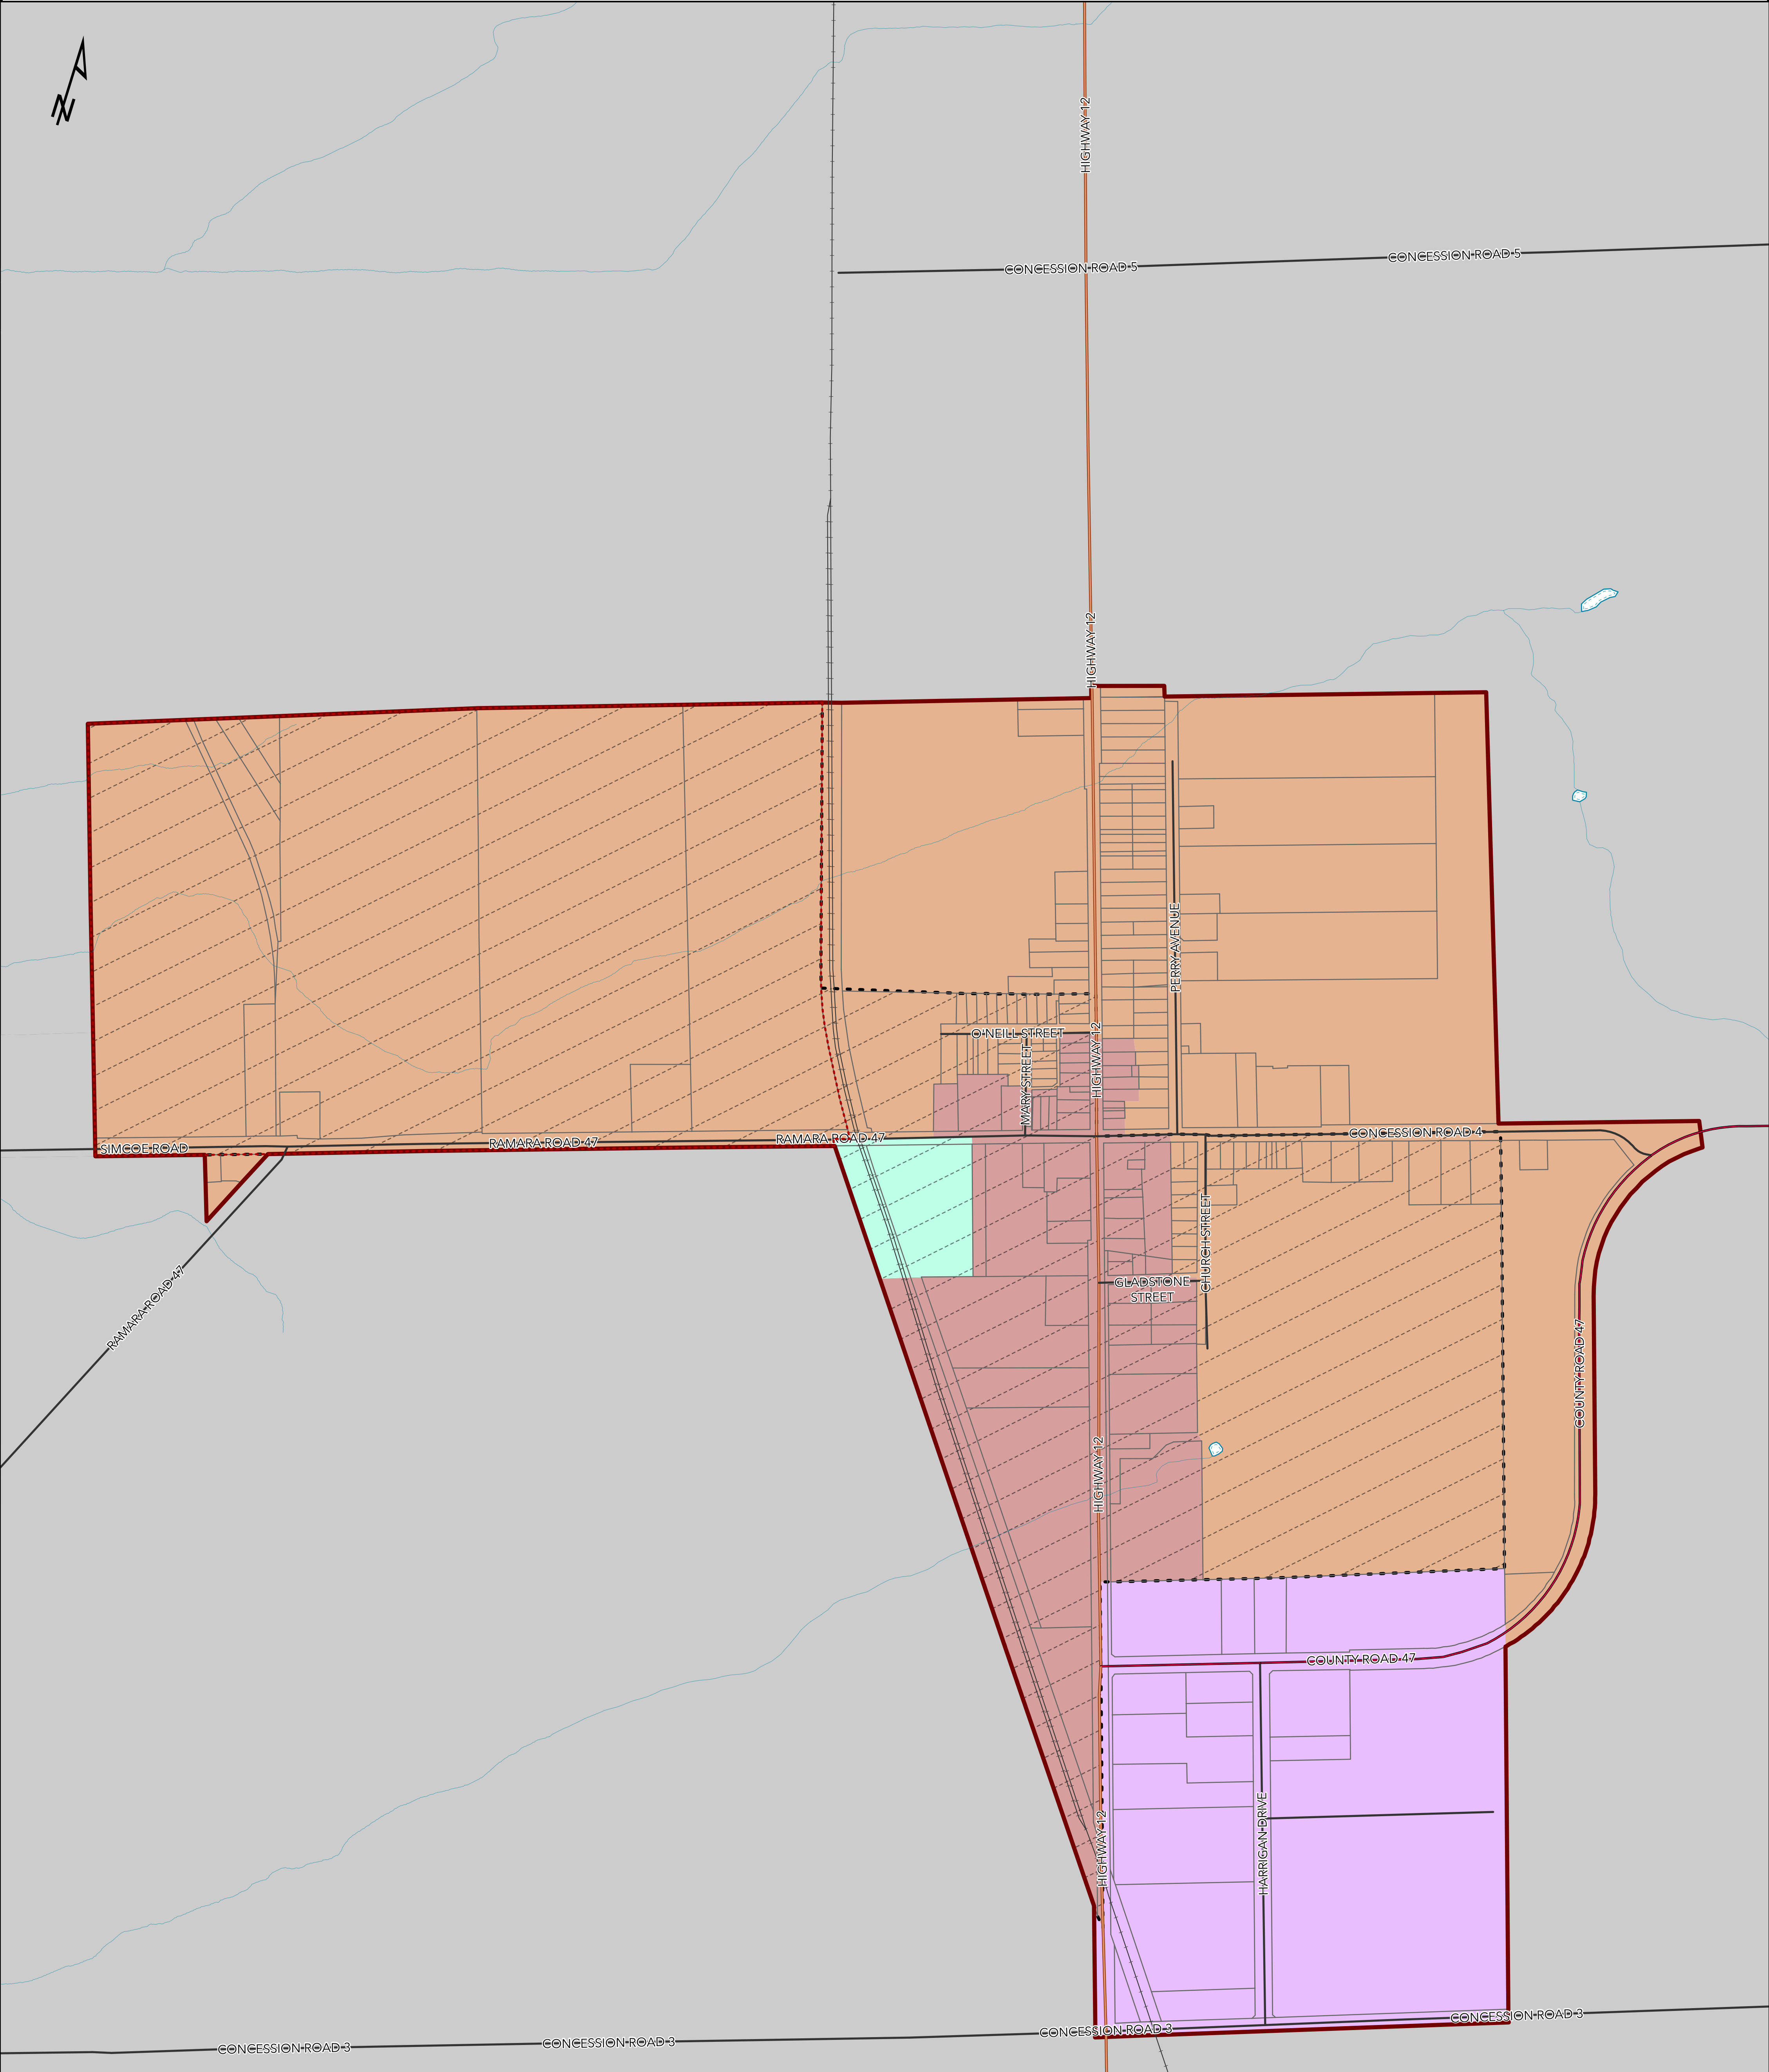 N
HIGHWAY 12
CONCESSION ROAD 5
CONCESSION ROAD 5
HIGHWAY 12
PERRY AVENUE
O'NEILL STREET
MARY STREET
HIGHWAY 12
SIMCOE ROAD
RAMARA ROAD 47
RAMARA ROAD 47
CONCESSION ROAD 4
CHURCH STREET
GLADSTONE
STREET
RAMARA ROAD 47
COUNTY ROAD 47
HIGHWAY 12
COUNTY ROAD 47
HIGHWAY 12
HARRIGAN DRIVE
CONCESSION ROAD 3
CONCESSION ROAD 3
CONCESSION ROAD 3
CONCESSION ROAD 3